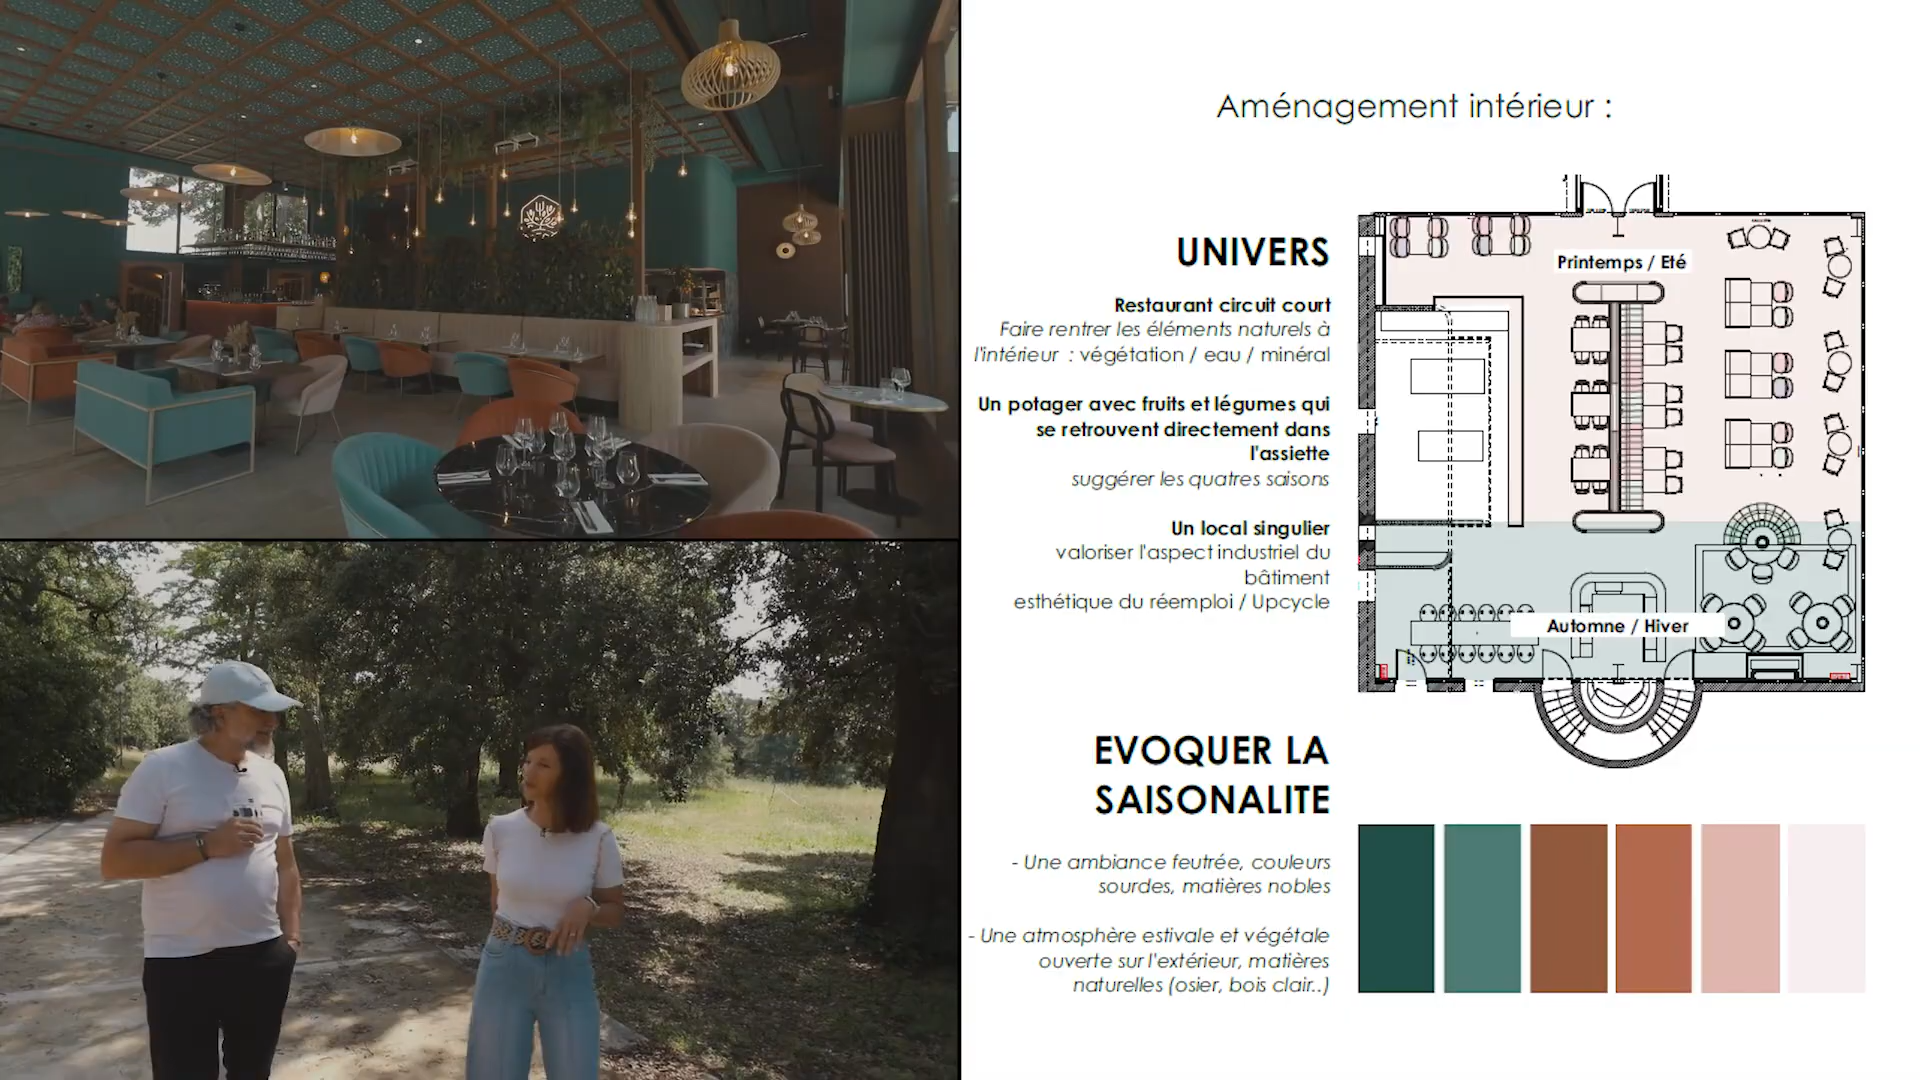 Aménagement intérieur :
UNIVERS
Restaurant circuit court
Faire rentrer les éléments naturels à
l'intérieur : végétation / eau / minéral
Un potager avec fruits et légumes qui
se retrouvent directement dans
l'assiette
suggérer les quatres saisons
Un local singulier
valoriser l'aspect industriel du
bâtiment
esthétique du réemploi / Upcycle
Printemps / Eté
Automne / Hiver
EVOQUER LA
SAISONALITE
- Une ambiance feutrée, couleurs
sourdes, matières nobles
- Une atmosphère estivale et végétale
ouverte sur l'extérieur, matières
naturelles (osier, bois clair..)